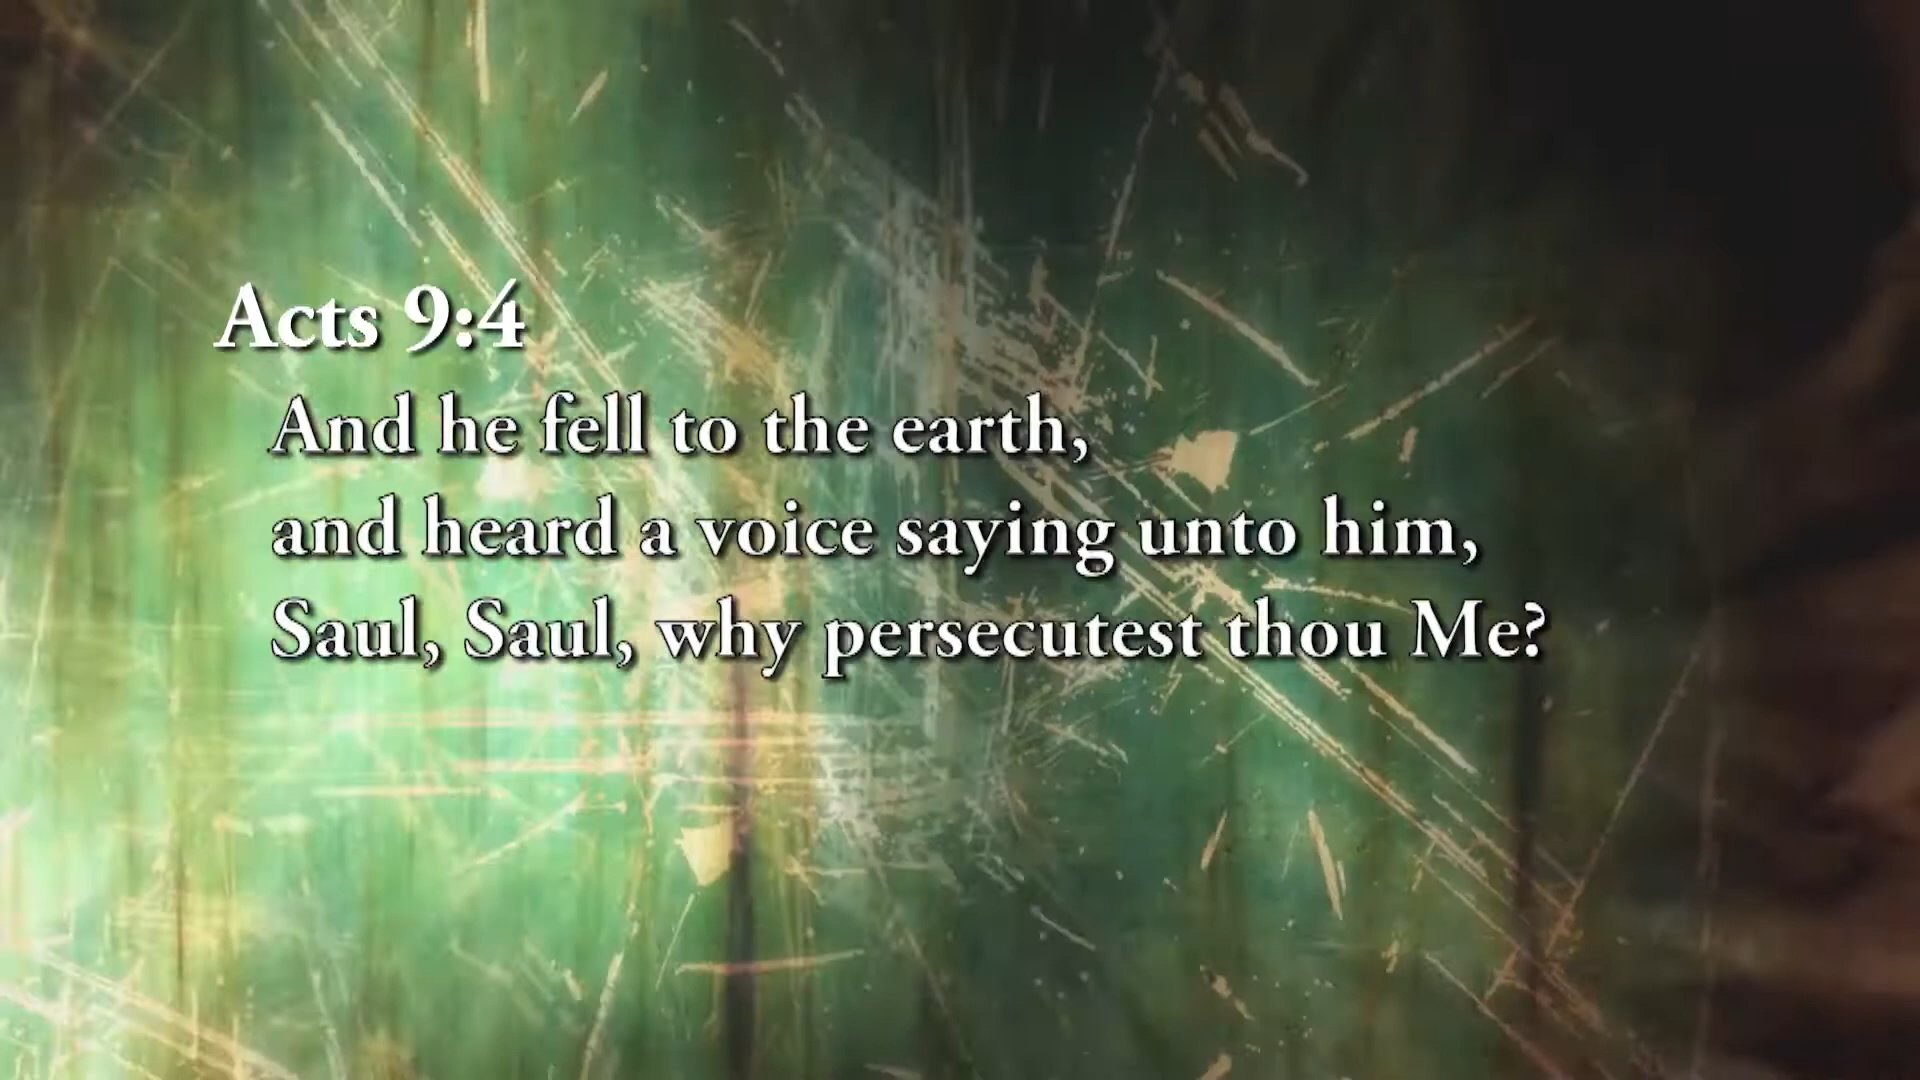 Acts 9:4
And he fell to the earth,
and heard a voice saying unto him,
Saul, Saul, why persecutest thou Me?